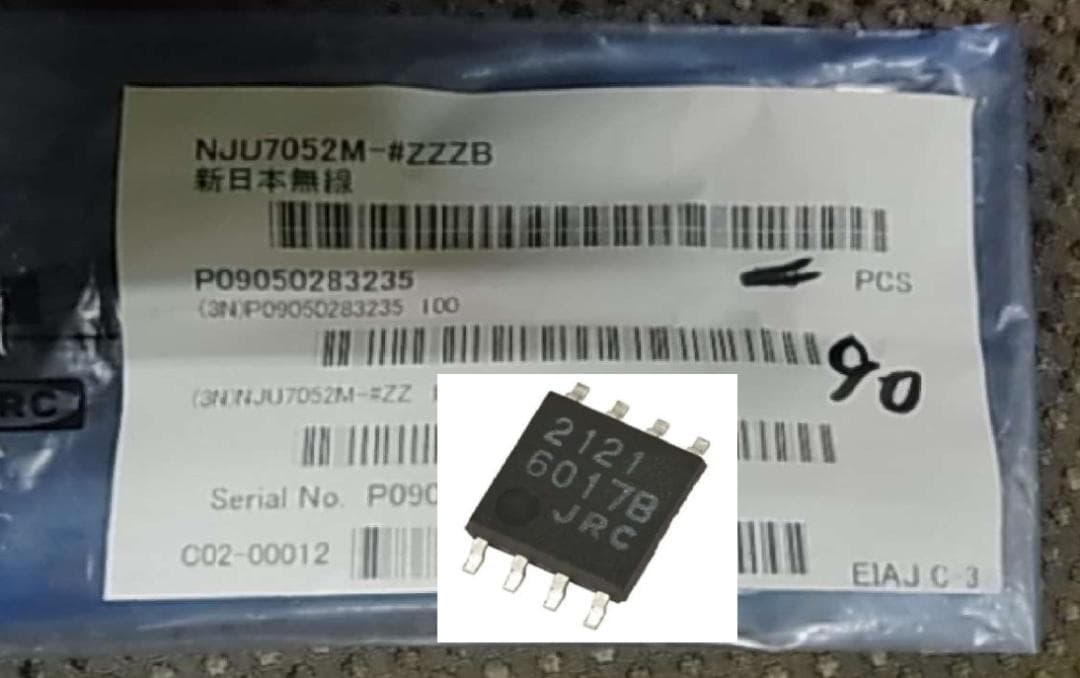 NJU7052M-#ZZZB
新日本無線
P09050283235
PCS
(3N)P09050283235 100
90
(3N)NJU7052M-#ZZ
RC
Serial No. P090
C02-00012
EIAJ C-3
2121
6017B
JRC